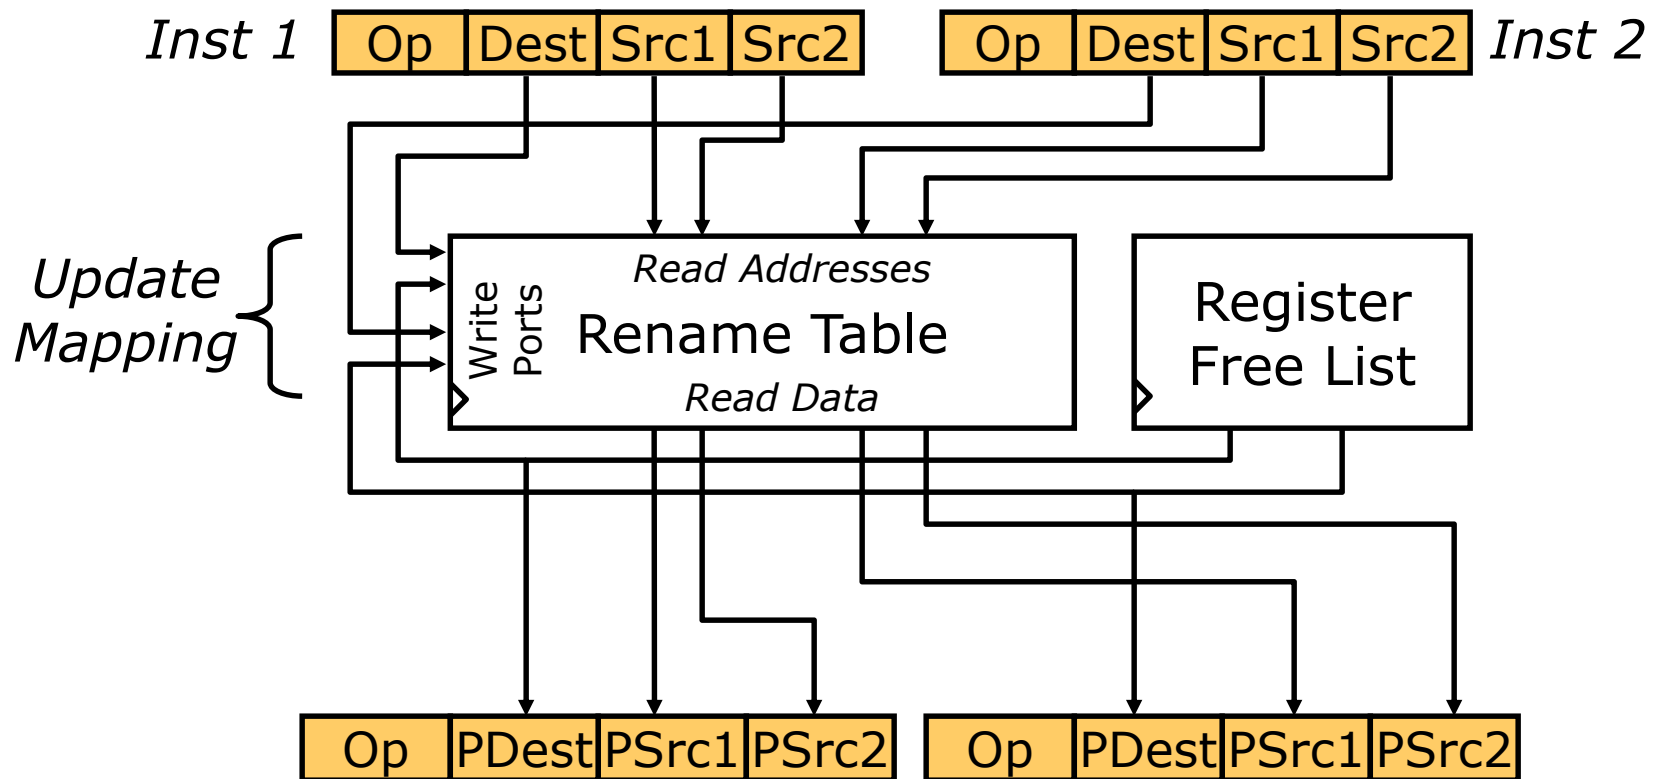 Inst 1 Op Dest Src1 Src2 Op Dest Src1 Src2 Inst 2
Update
Mapping
Write
Ports
Read Addresses
Rename Table
Read Data
Register
Free List
Op PDest PSrc1 PSrc2 Op PDest PSrc1 PSrc2